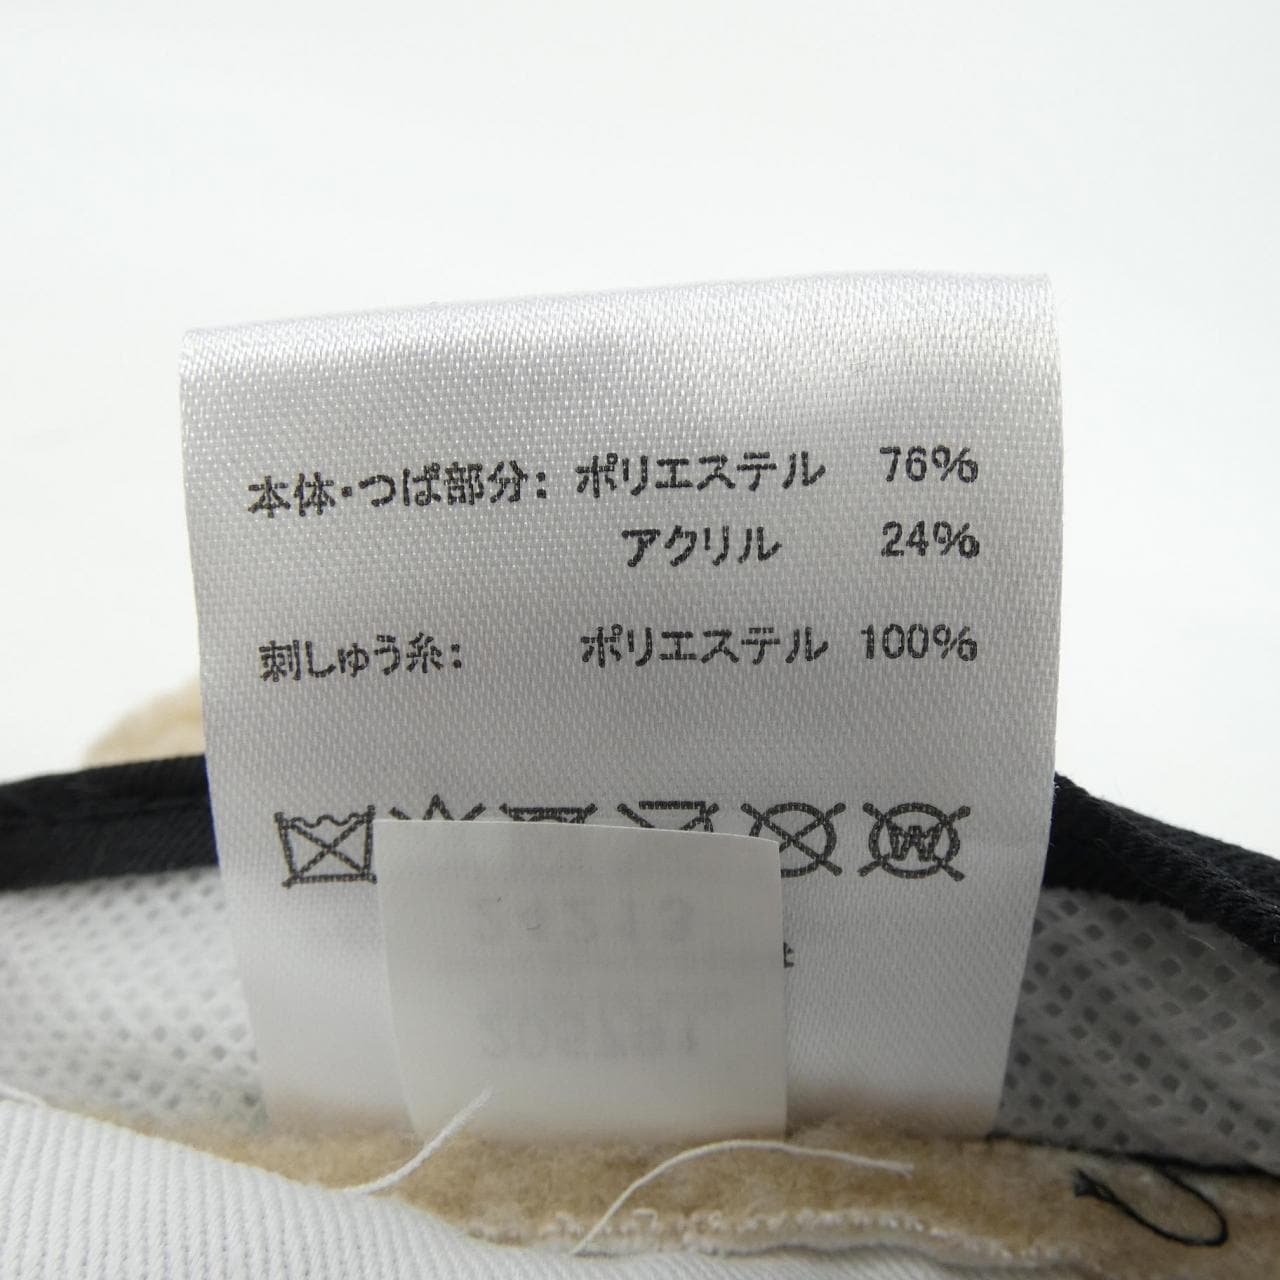 本体・つば部分: ポリエステル 76%
アクリル 24%
刺しゅう糸: ポリエステル 100%
W